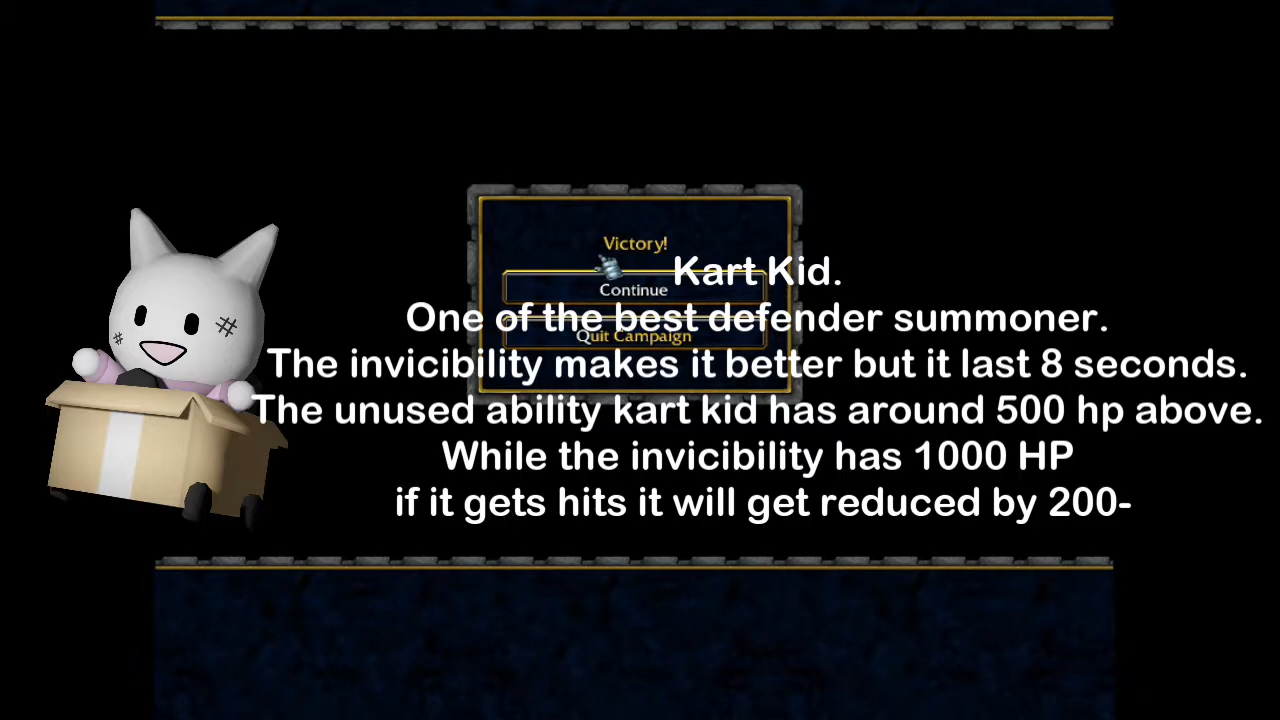 Victory!
Kart Kid.
Continue
One of the best defender summoner.
Quit Campaign
The invicibility makes it better but it last 8 seconds.
The unused ability kart kid has around 500 hp above.
While the invicibility has 1000 HP
if it gets hits it will get reduced by 200-